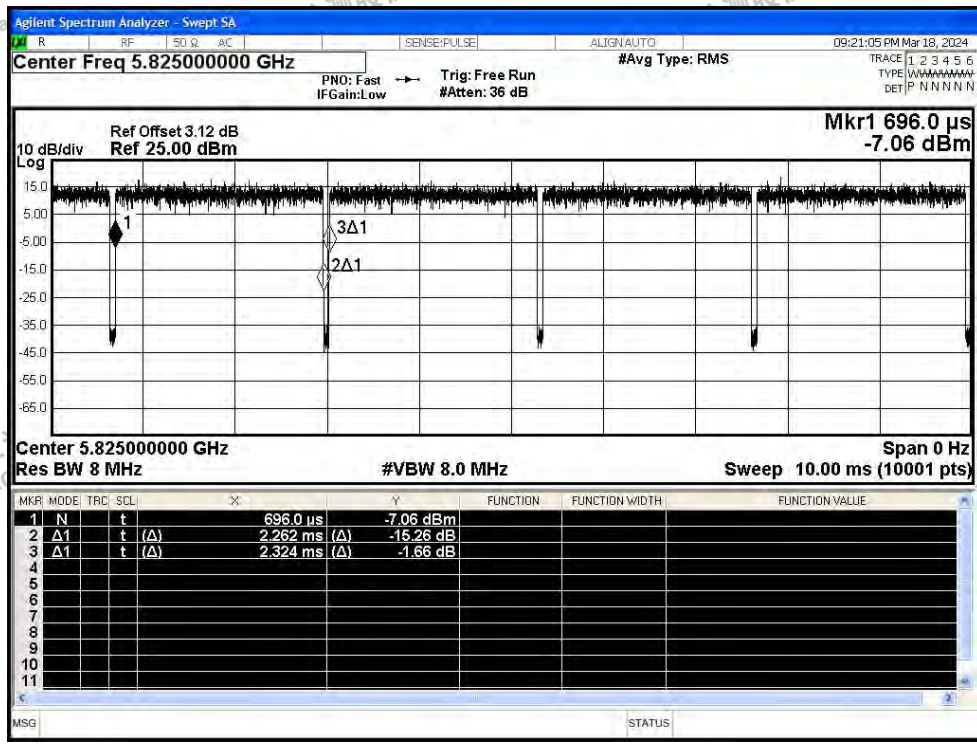 Agilent Spectrum Analyzer - Swept SA
R RF 50 Ω AC SENSE:PULSE ALIGN AUTO 09:21:05 PM Mar 18, 2024
Center Freq 5.825000000 GHz #Avg Type: RMS TRACE 1 2 3 4 5 6
PNO: Fast Trig: Free Run TYPE WWWWWW
IFGain:Low #Atten: 36 dB DET P N N N N N
Mkr1 696.0 µs
Ref Offset 3.12 dB
10 dB/div Ref 25.00 dBm -7.06 dBm
Log
15.0
5.00
1
3Δ1
-5.00
2Δ1
-15.0
-25.0
-35.0
-45.0
-55.0
-65.0
Center 5.825000000 GHz Span 0 Hz
Res BW 8 MHz #VBW 8.0 MHz Sweep 10.00 ms (10001 pts)
MKR MODE TRC SCL X Y FUNCTION FUNCTION WIDTH FUNCTION VALUE
1 N t 696.0 µs -7.06 dBm
2 Δ1 t (Δ) 2.262 ms (Δ) -15.26 dB
3 Δ1 t (Δ) 2.324 ms (Δ) -1.66 dB
4
5
6
7
8
9
10
11
MSG STATUS